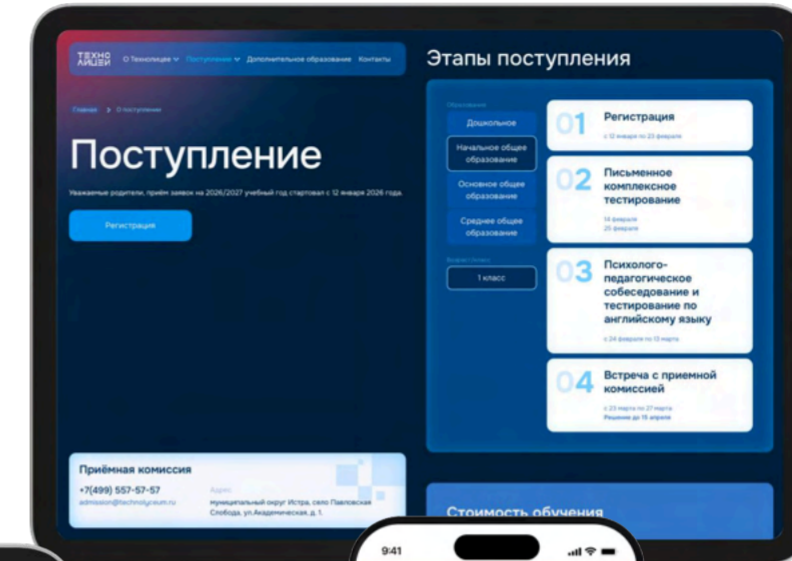 ТЕХНО
ЛИЦЕЙ
О Технолицее
Поступление
Дополнительное образование
Контакты
Главная > О поступлении
Поступление
Уважаемые родители, приём заявок на 2026/2027 учебный год стартовал с 12 января 2026 года.
Регистрация
Приёмная комиссия
+7(499) 557-57-57
admission@technolyceum.ru
Адрес
муниципальный округ Истра, село Павловская
Слобода, ул.Академическая, д. 1.
Этапы поступления
Образование
Дошкольное
Начальное общее
образование
Основное общее
образование
Среднее общее
образование
Возраст/класс
1 класс
01
Регистрация
с 12 января по 23 февраля
02
Письменное
комплексное
тестирование
14 февраля
25 февраля
03
Психолого-
педагогическое
собеседование и
тестирование по
английскому языку
с 24 февраля по 13 марта
04
Встреча с приемной
комиссией
с 23 марта по 27 марта
Решение до 15 апреля
Стоимость обучения
9:41